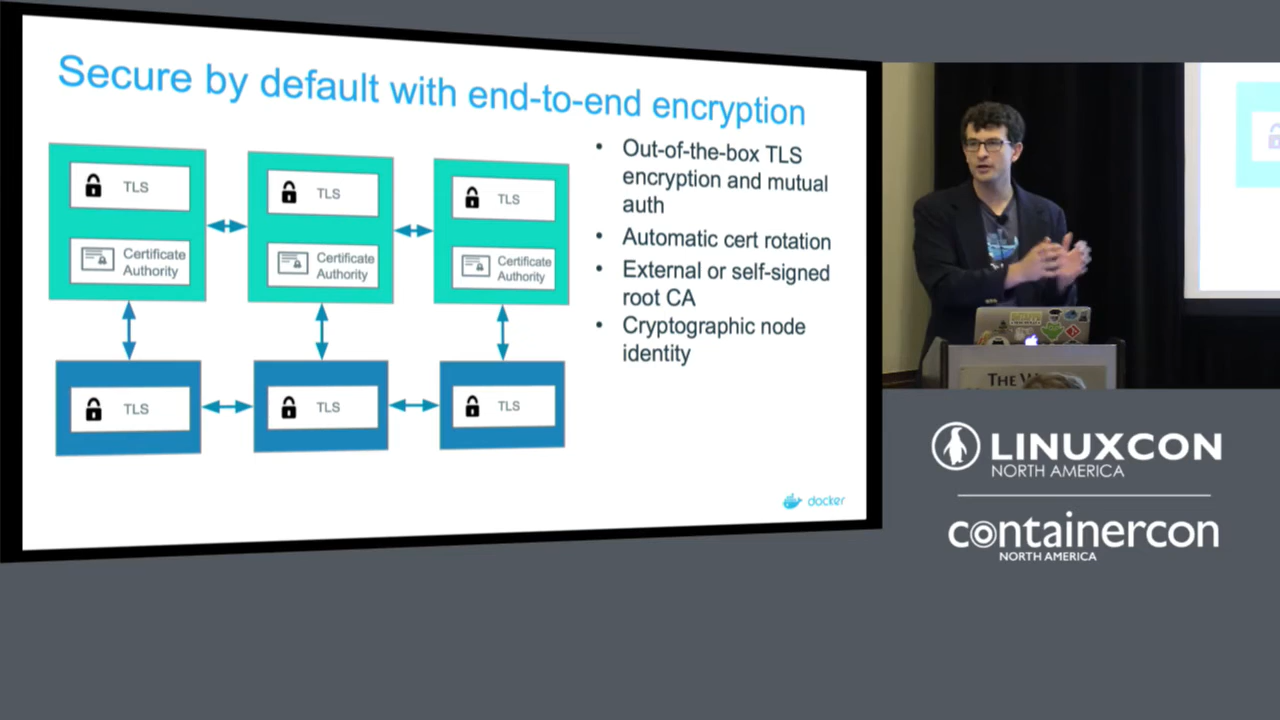 Secure by default with end-to-end encryption
TLS
TLS
TLS
Certificate
Authority
Certificate
Authority
Certificate
Authority
TLS
TLS
TLS
• Out-of-the-box TLS
encryption and mutual
auth
• Automatic cert rotation
• External or self-signed
root CA
• Cryptographic node
identity
docker
THE
LINUXCON
NORTH AMERICA
containercon
NORTH AMERICA